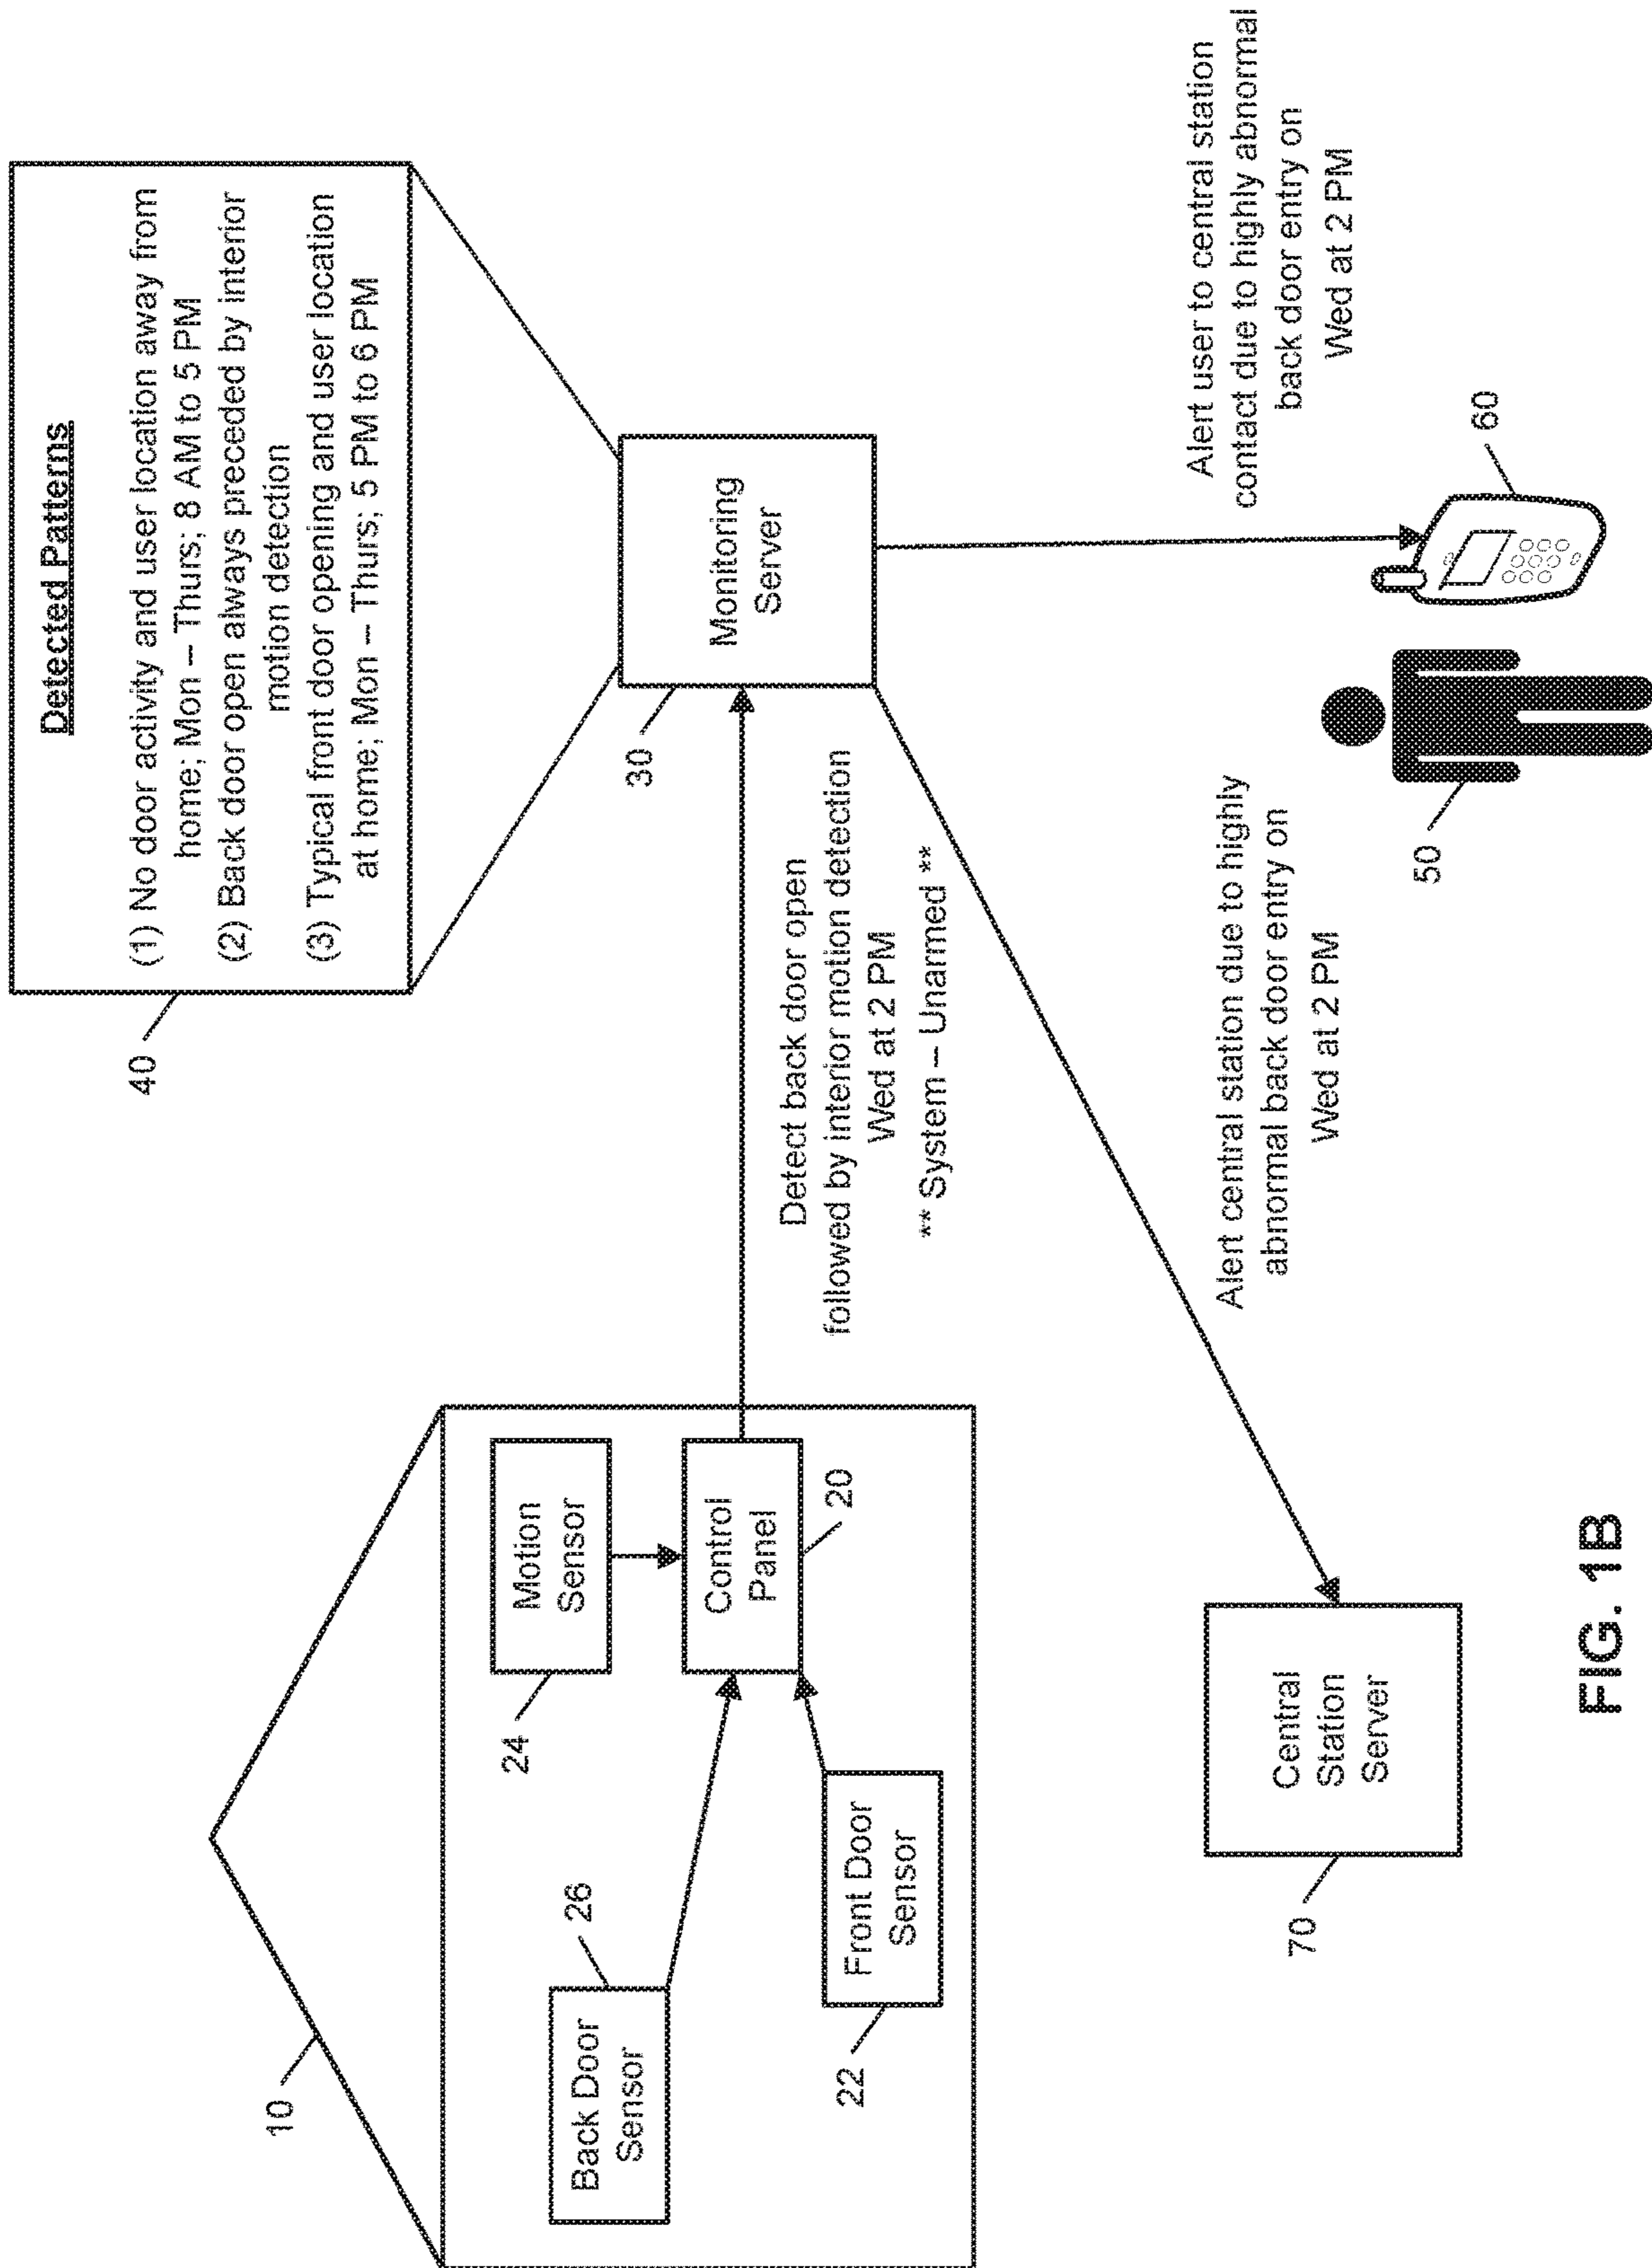 10
Back Door
Sensor
26
Motion
Sensor
24
Control
Panel
20
Front Door
Sensor
22
40
Detected Patterns
(1) No door activity and user location away from
home; Mon – Thurs; 8 AM to 5 PM
(2) Back door open always preceded by interior
motion detection
(3) Typical front door opening and user location
at home; Mon – Thurs; 5 PM to 6 PM
Monitoring
Server
30
Detect back door open
followed by interior motion detection
Wed at 2 PM
** System – Unarmed **
Alert central station due to highly
abnormal back door entry on
Wed at 2 PM
Alert user to central station
contact due to highly abnormal
back door entry on
Wed at 2 PM
Central
Station
Server
70
50
60
FIG. 1B